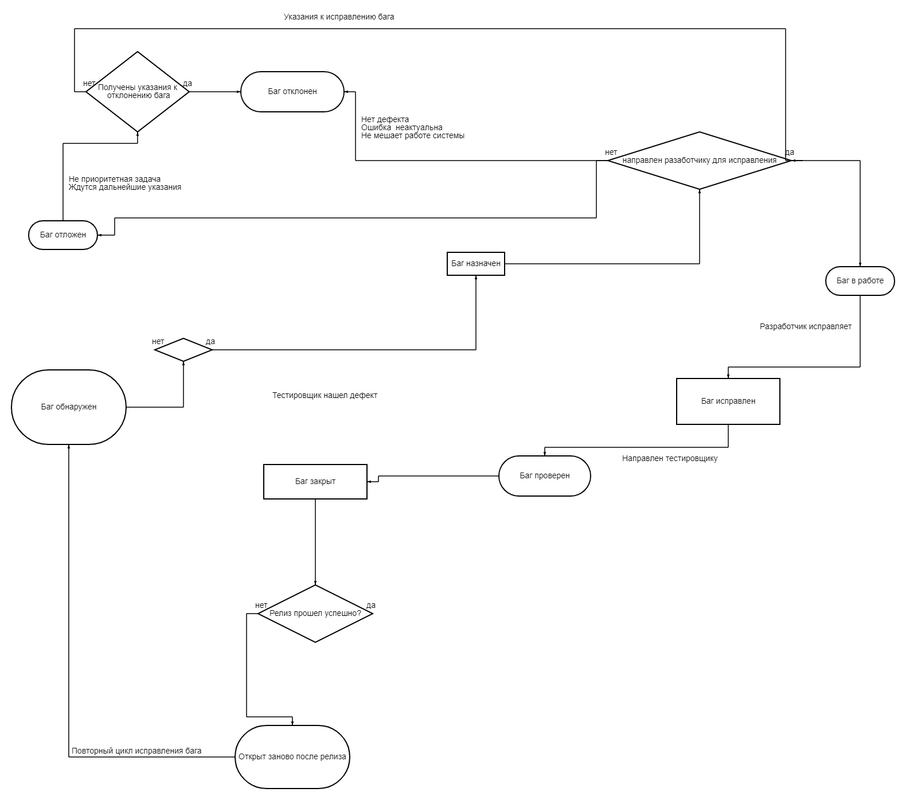 Указания к исправлению бага
нет
да
Получены указания к
отклонению бага
Баг отклонен
Нет дефекта
Ошибка неактуальна
Не мешает работе системы
нет
да
направлен разаботчику для исправления
Не приоритетная задача
Ждутся дальнейшие указания
Баг отложен
Баг назначен
Баг в работе
Разработчик исправляет
нет
да
Баг обнаружен
Тестировщик нашел дефект
Баг исправлен
Направлен тестировщику
Баг проверен
Баг закрыт
нет
да
Релиз прошел успешно?
Повторный цикл исправления бага
Открыт заново после релиза